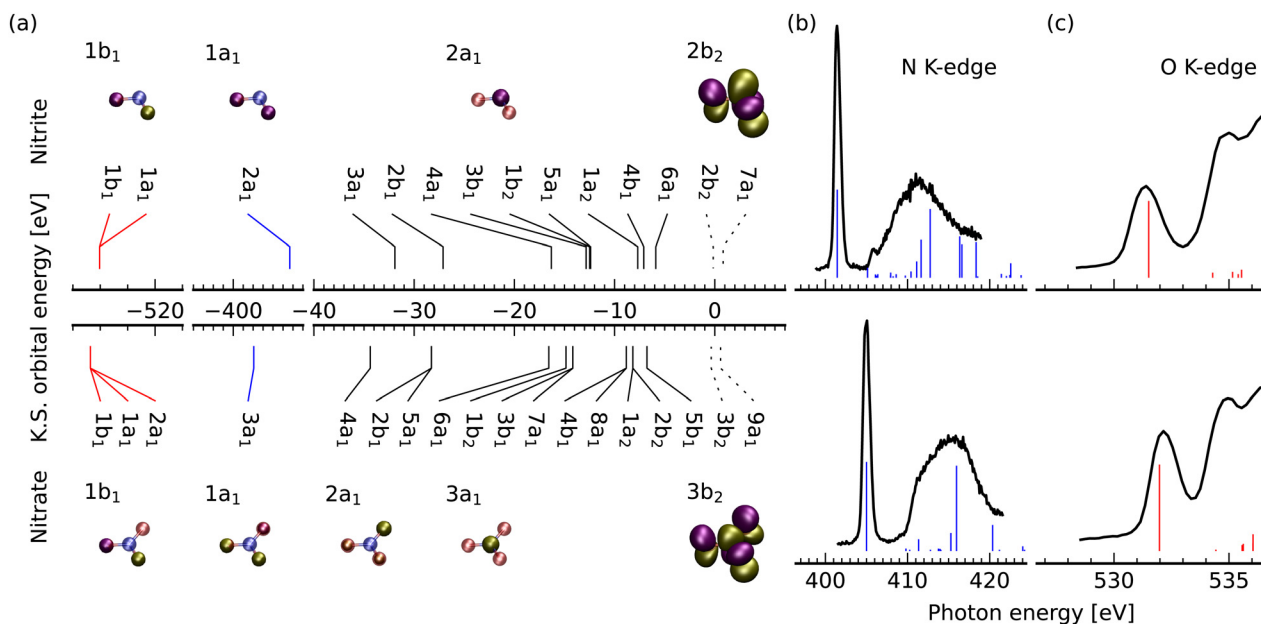 (a)
(b)
(c)
1b₁
1a₁
2a₁
2b₂
N K-edge
O K-edge
Nitrite
1b₁
1a₁
2a₁
3a₁
2b₁
4a₁
3b₁
1b₂
5a₁
1a₂
4b₁
6a₁
2b₂
7a₁
K.S. orbital energy [eV]
−520
−400
−40
−30
−20
−10
0
1b₁
1a₁
2a₁
3a₁
4a₁
2b₁
5a₁
6a₁
1b₂
3b₁
7a₁
4b₁
8a₁
1a₂
2b₂
5b₁
3b₂
9a₁
Nitrate
1b₁
1a₁
2a₁
3a₁
3b₂
400
410
420
530
535
Photon energy [eV]